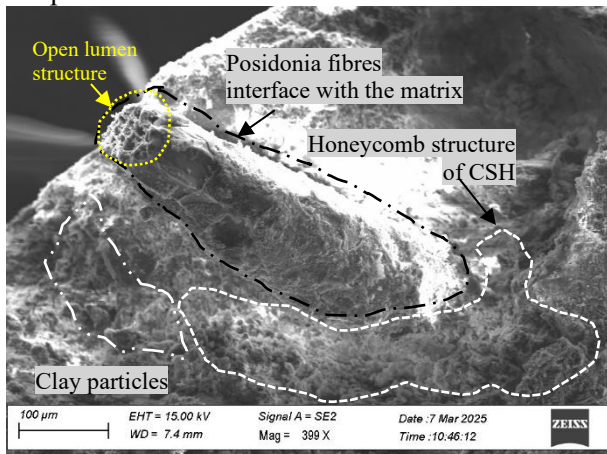 Open lumen
structure
Posidonia fibres
interface with the matrix
Honeycomb structure
of CSH
Clay particles
100 µm
EHT = 15.00 kV
Signal A = SE2
Date :7 Mar 2025
WD = 7.4 mm
Mag = 399 X
Time :10:46:12
ZEISS